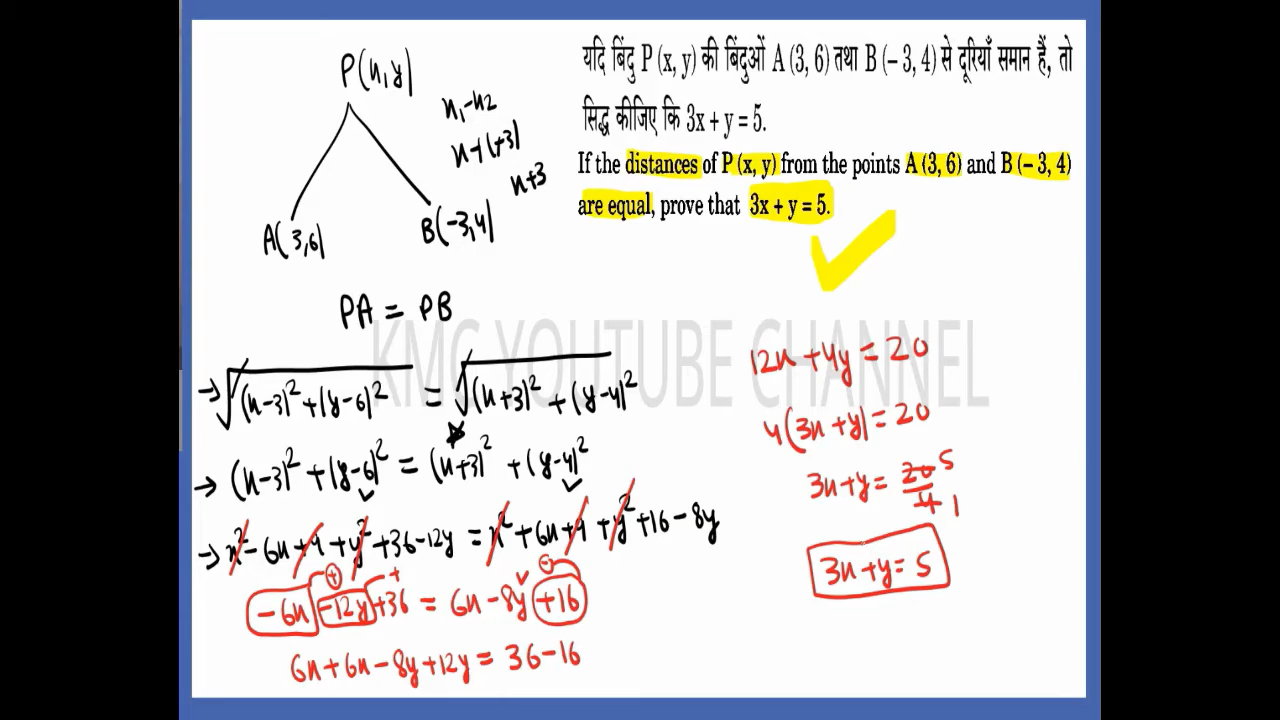 यदि बिंदु P (x, y) की बिंदुओं A (3, 6) तथा B (– 3, 4) से दूरियाँ समान हैं, तो
सिद्ध कीजिए कि 3x + y = 5.
If the distances of P (x, y) from the points A (3, 6) and B (– 3, 4)
are equal, prove that 3x + y = 5.
P(x,y)
x₁-x₂
x-(-3)
x+3
A(3,6)
B(-3,4)
PA = PB
KMG YOUTUBE CHANNEL
→√(x-3)²+(y-6)² = √(x+3)²+(y-4)²
→(x-3)²+(y-6)² = (x+3)²+(y-4)²
→x²-6x+9+y²+36-12y = x²+6x+9+y²+16-8y
-6x-12y+36 = 6x-8y+16
6x+6x-8y+12y = 36-16
12x+4y = 20
4(3x+y) = 20
3x+y = 20/4 5 1
3x+y = 5